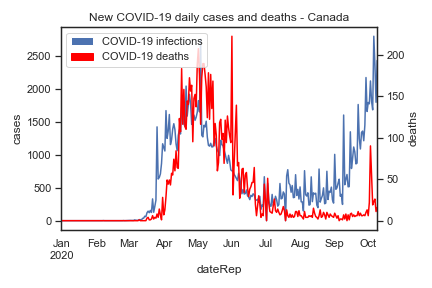 New COVID-19 daily cases and deaths - Canada
COVID-19 infections
COVID-19 deaths
2500
2000
1500
1000
500
0
cases
200
150
100
50
0
deaths
Jan Feb Mar Apr May Jun Jul Aug Sep Oct
2020
dateRep